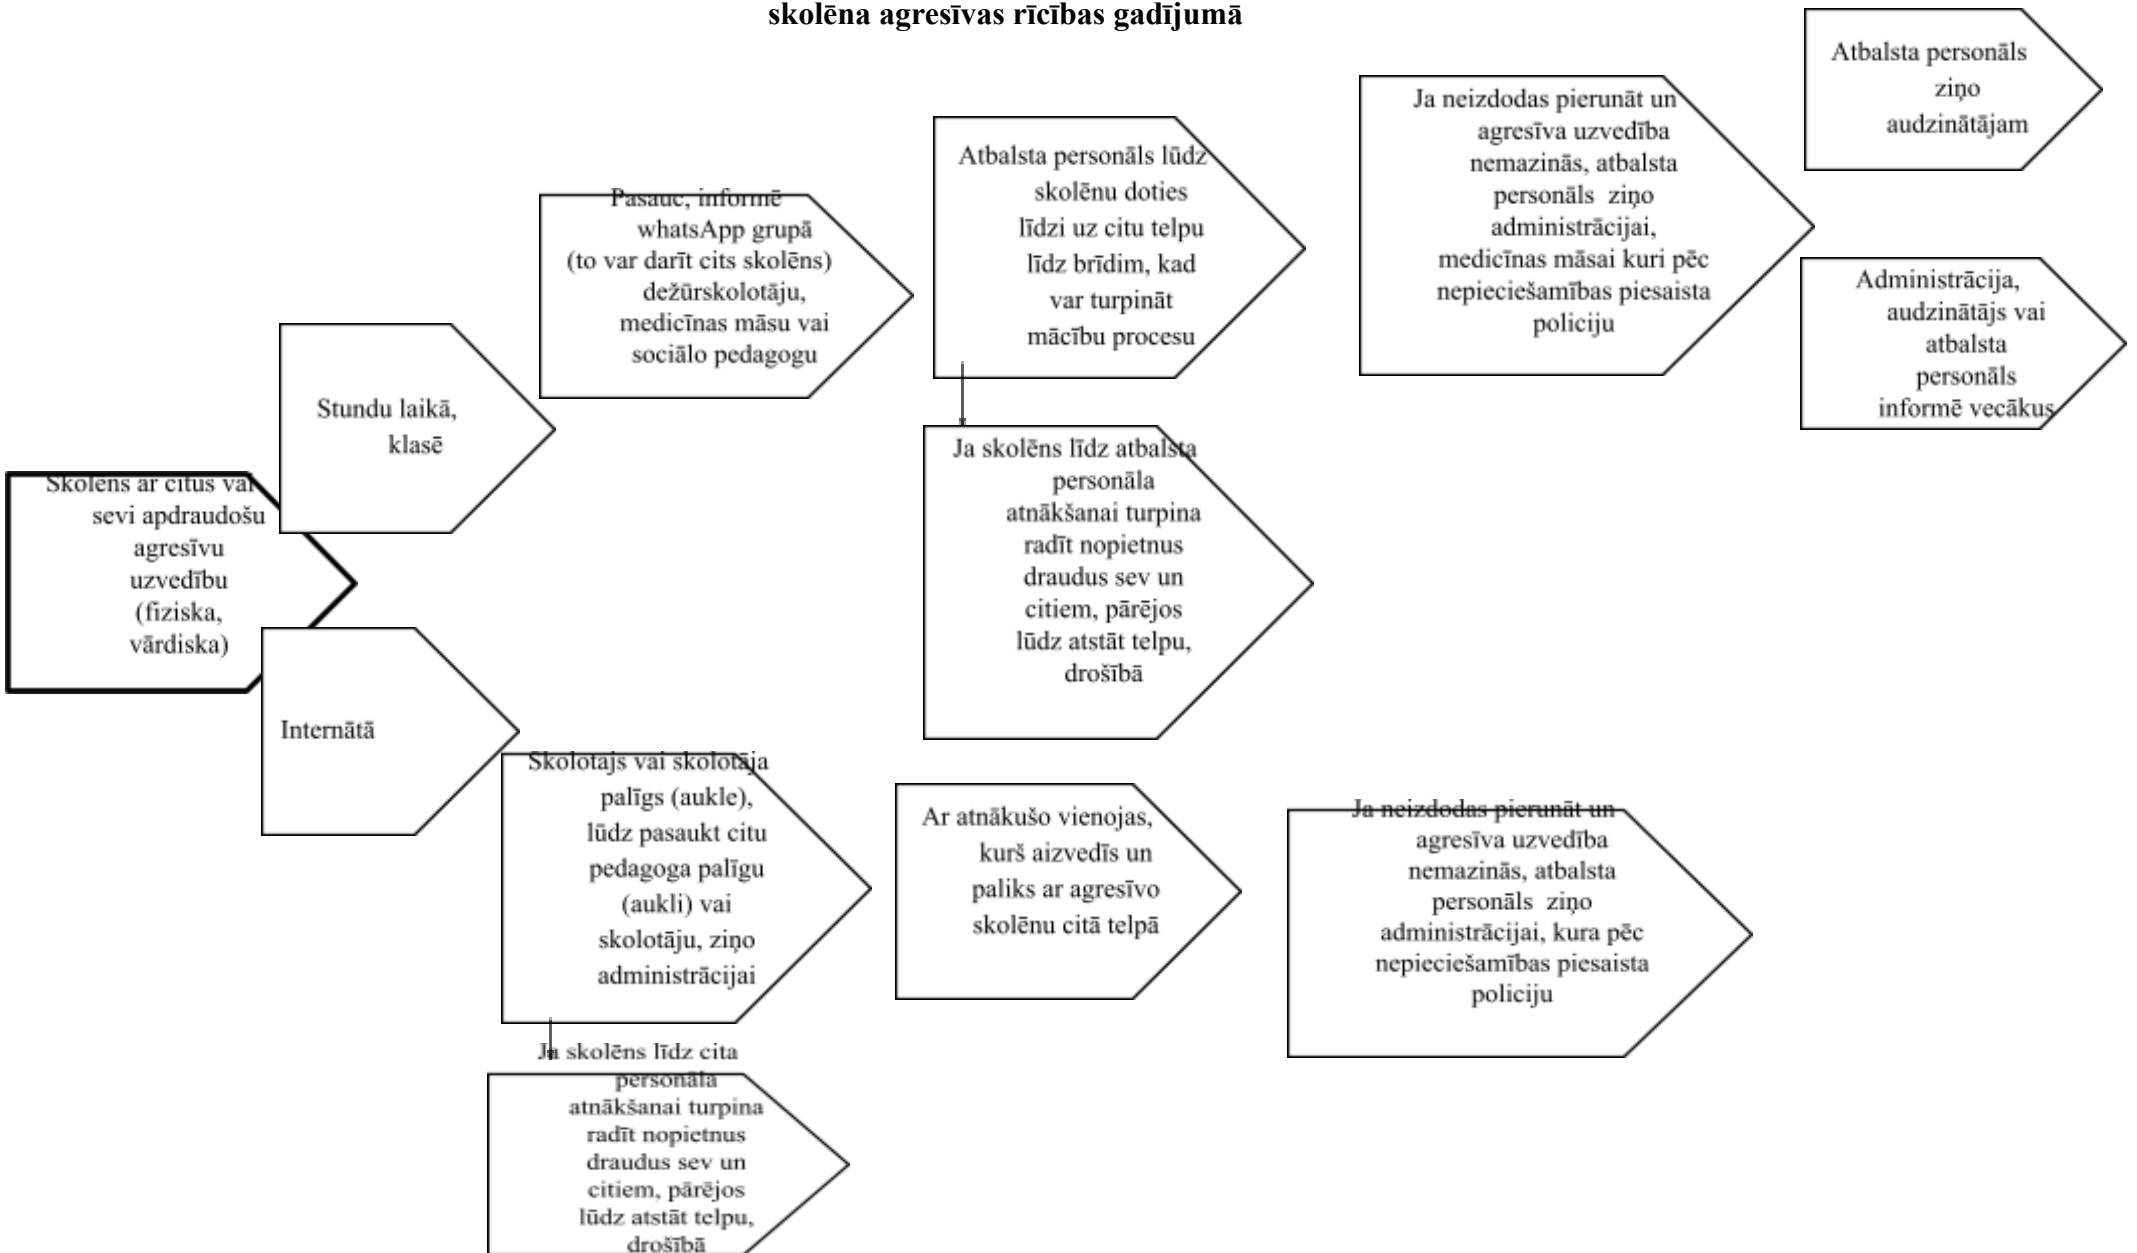 skolēna agresīvas rīcības gadījumā
Skolēns ar citus vai
sevi apdraudošu
agresīvu
uzvedību
(fiziska,
vārdiska)
Stundu laikā,
klasē
Pasauc, informē
whatsApp grupā
(to var darīt cits skolēns)
dežūrskolotāju,
medicīnas māsu vai
sociālo pedagogu
Atbalsta personāls lūdz
skolēnu doties
līdzi uz citu telpu
līdz brīdim, kad
var turpināt
mācību procesu
Ja neizdodas pierunāt un
agresīva uzvedība
nemazinās, atbalsta
personāls ziņo
administrācijai,
medicīnas māsai kuri pēc
nepieciešamības piesaista
policiju
Atbalsta personāls
ziņo
audzinātājam
Administrācija,
audzinātājs vai
atbalsta
personāls
informē vecākus
Ja skolēns līdz atbalsta
personāla
atnākšanai turpina
radīt nopietnus
draudus sev un
citiem, pārējos
lūdz atstāt telpu,
drošībā
Internātā
Skolotājs vai skolotāja
palīgs (aukle),
lūdz pasaukt citu
pedagoga palīgu
(aukli) vai
skolotāju, ziņo
administrācijai
Ar atnākušo vienojas,
kurš aizvedīs un
paliks ar agresīvo
skolēnu citā telpā
Ja neizdodas pierunāt un
agresīva uzvedība
nemazinās, atbalsta
personāls ziņo
administrācijai, kura pēc
nepieciešamības piesaista
policiju
Ja skolēns līdz cita
personāla
atnākšanai turpina
radīt nopietnus
draudus sev un
citiem, pārējos
lūdz atstāt telpu,
drošībā